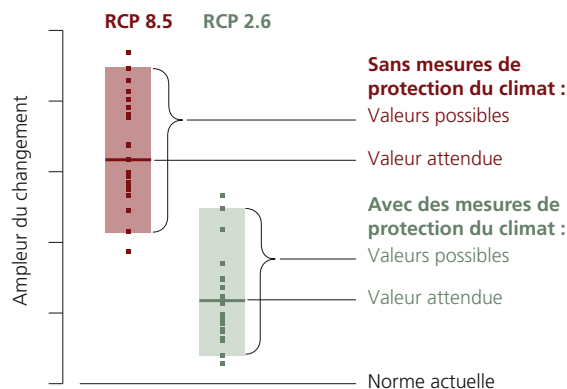 RCP 8.5
RCP 2.6
Ampleur du changement
Sans mesures de
protection du climat :
Valeurs possibles
Valeur attendue
Avec des mesures de
protection du climat :
Valeurs possibles
Valeur attendue
Norme actuelle